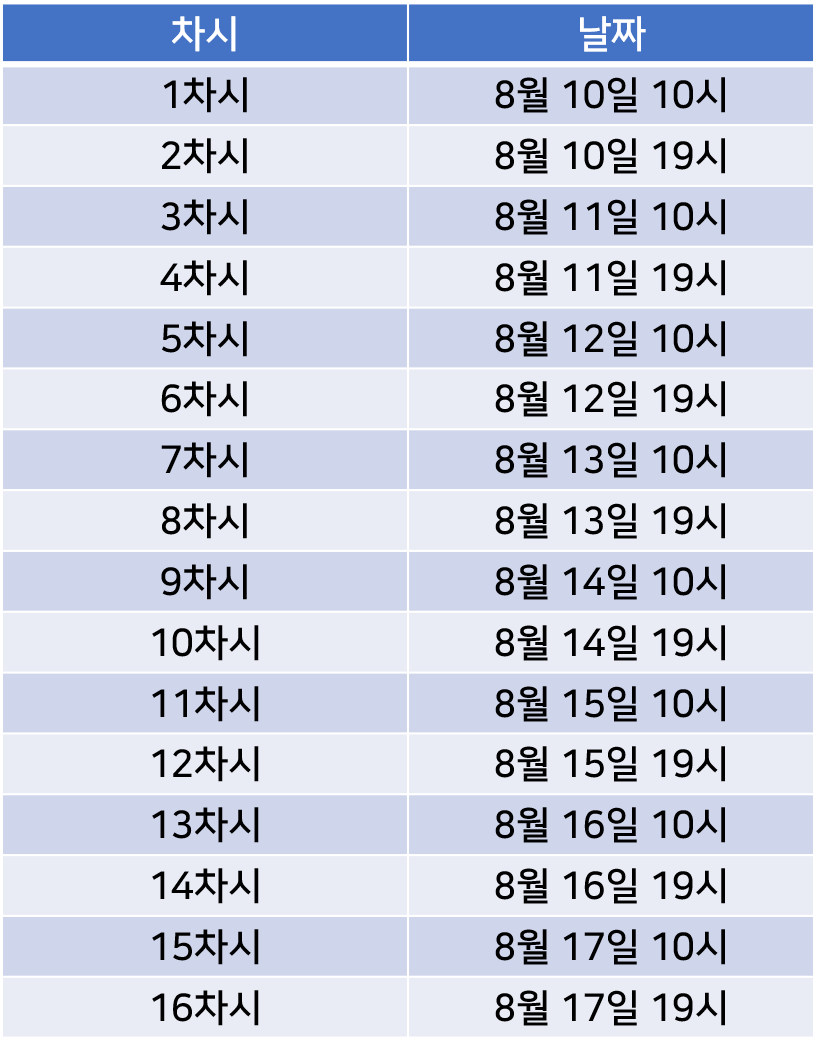 차시 날짜
1차시 8월 10일 10시
2차시 8월 10일 19시
3차시 8월 11일 10시
4차시 8월 11일 19시
5차시 8월 12일 10시
6차시 8월 12일 19시
7차시 8월 13일 10시
8차시 8월 13일 19시
9차시 8월 14일 10시
10차시 8월 14일 19시
11차시 8월 15일 10시
12차시 8월 15일 19시
13차시 8월 16일 10시
14차시 8월 16일 19시
15차시 8월 17일 10시
16차시 8월 17일 19시